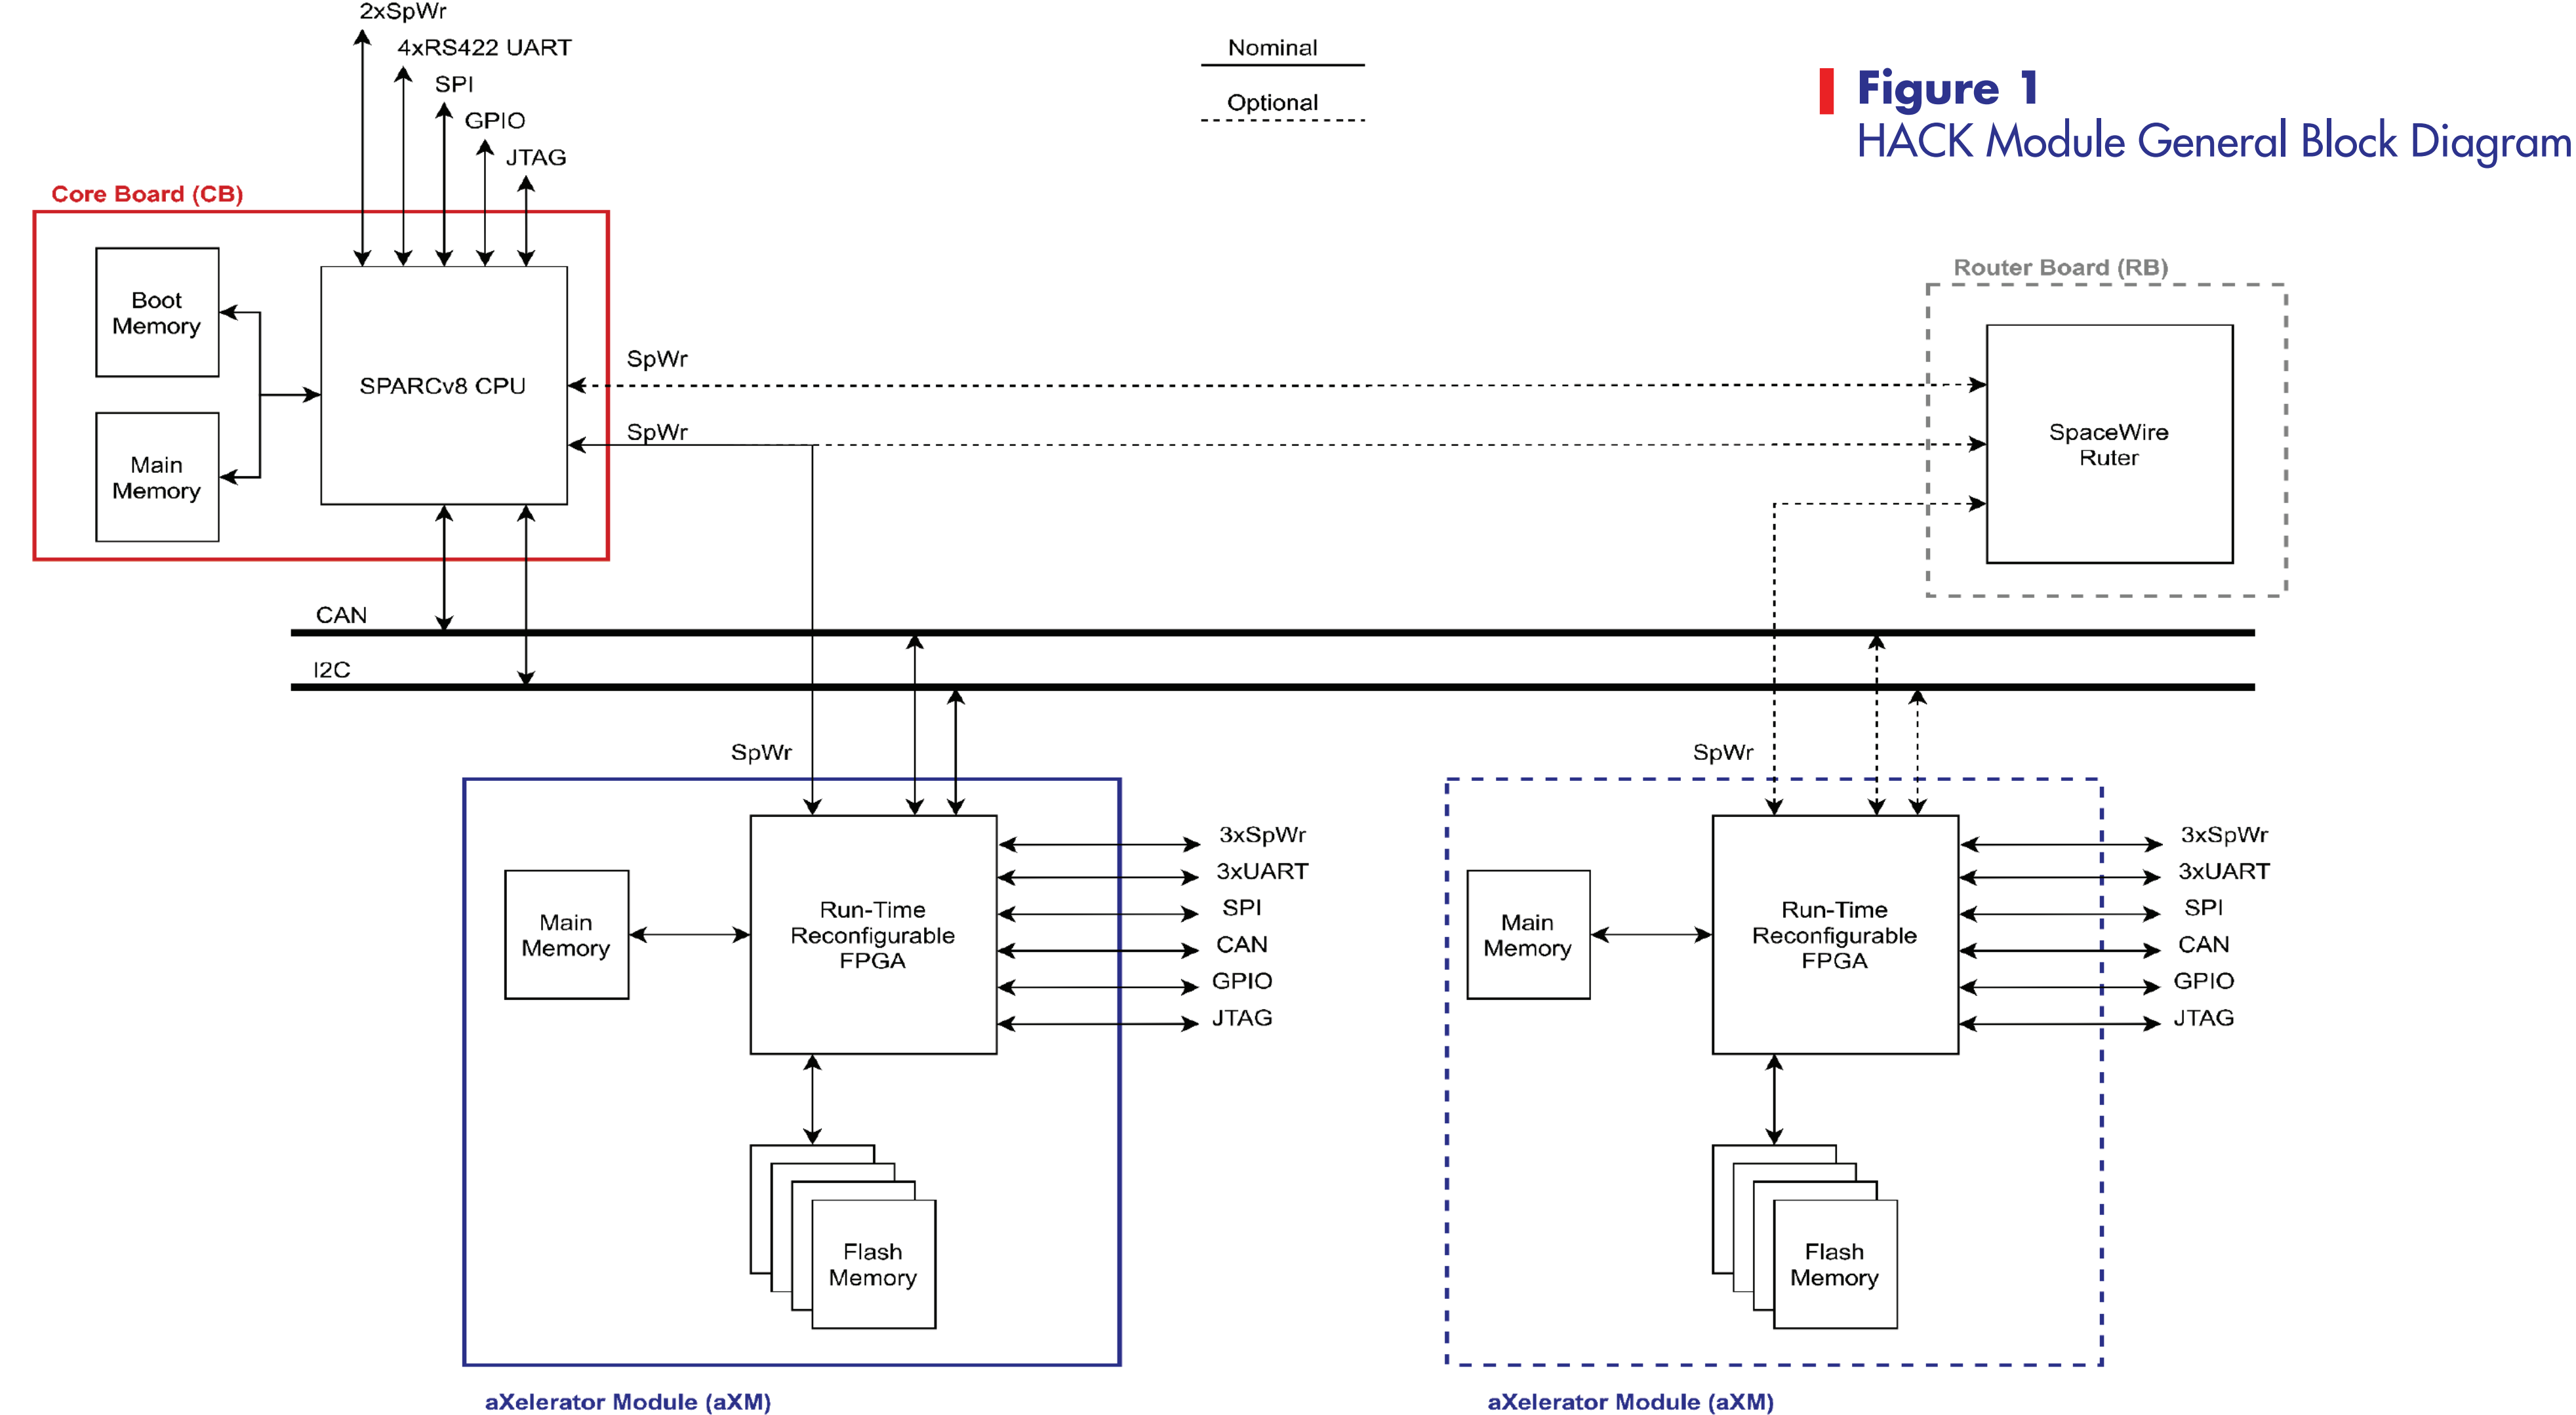 2xSpWr
4xRS422 UART
SPI
GPIO
JTAG
Nominal
Optional
Figure 1
HACK Module General Block Diagram
Core Board (CB)
Boot
Memory
Main
Memory
SPARCv8 CPU
SpWr
SpWr
Router Board (RB)
SpaceWire
Ruter
CAN
I2C
SpWr
Main
Memory
Run-Time
Reconfigurable
FPGA
3xSpWr
3xUART
SPI
CAN
GPIO
JTAG
Flash
Memory
aXelerator Module (aXM)
SpWr
Main
Memory
Run-Time
Reconfigurable
FPGA
3xSpWr
3xUART
SPI
CAN
GPIO
JTAG
Flash
Memory
aXelerator Module (aXM)